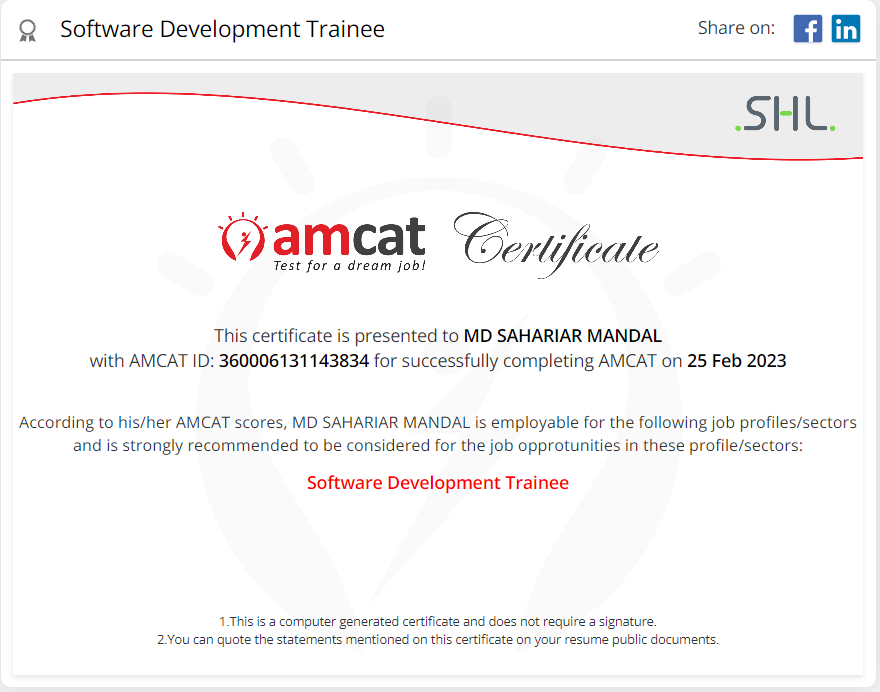 Software Development Trainee
Share on:
.SHL.
amcat Certificate
Test for a dream job!
This certificate is presented to MD SAHARIAR MANDAL
with AMCAT ID: 360006131143834 for successfully completing AMCAT on 25 Feb 2023
According to his/her AMCAT scores, MD SAHARIAR MANDAL is employable for the following job profiles/sectors
and is strongly recommended to be considered for the job opprotunities in these profile/sectors:
Software Development Trainee
1.This is a computer generated certificate and does not require a signature.
2.You can quote the statements mentioned on this certificate on your resume public documents.